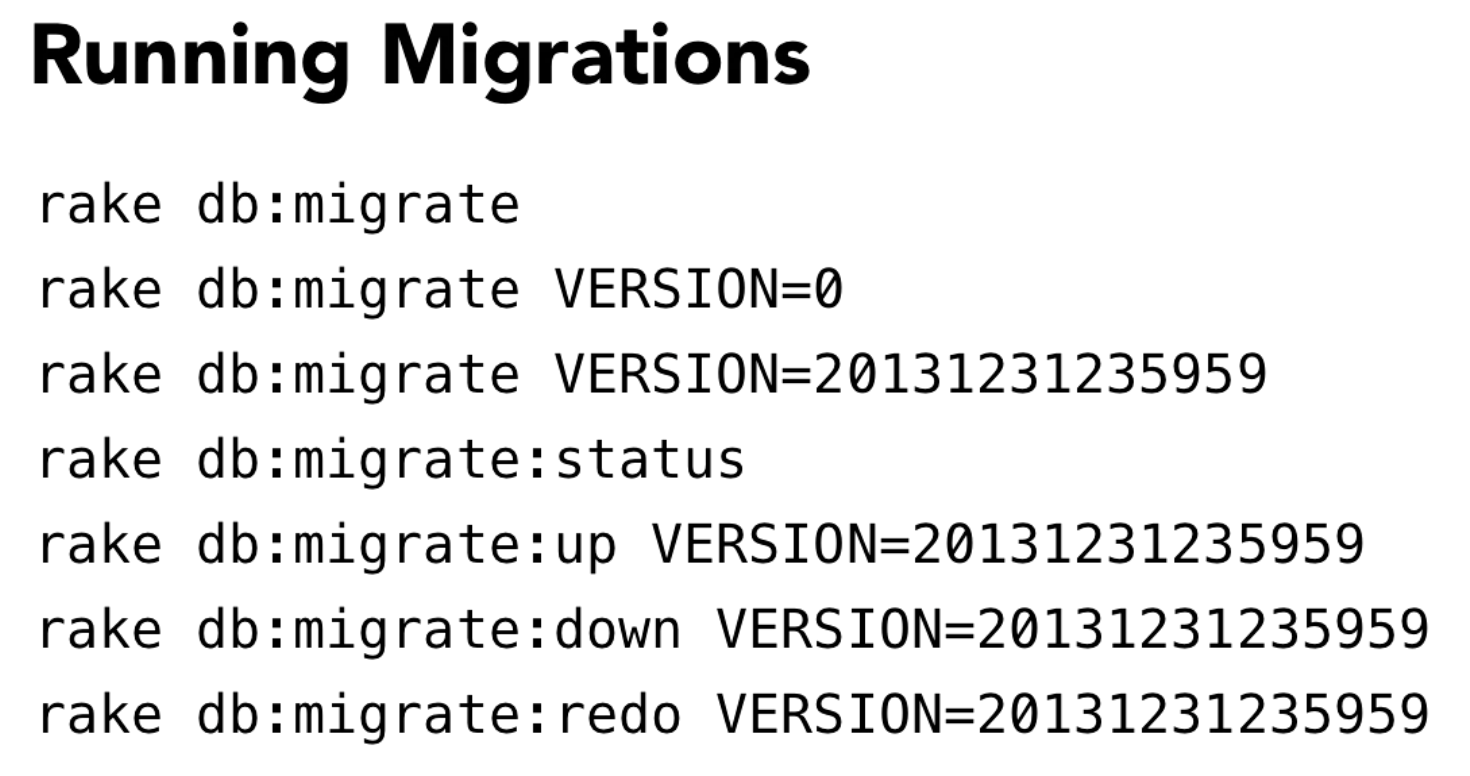 Running Migrations
rake db:migrate
rake db:migrate VERSION=0
rake db:migrate VERSION=20131231235959
rake db:migrate:status
rake db:migrate:up VERSION=20131231235959
rake db:migrate:down VERSION=20131231235959
rake db:migrate:redo VERSION=20131231235959